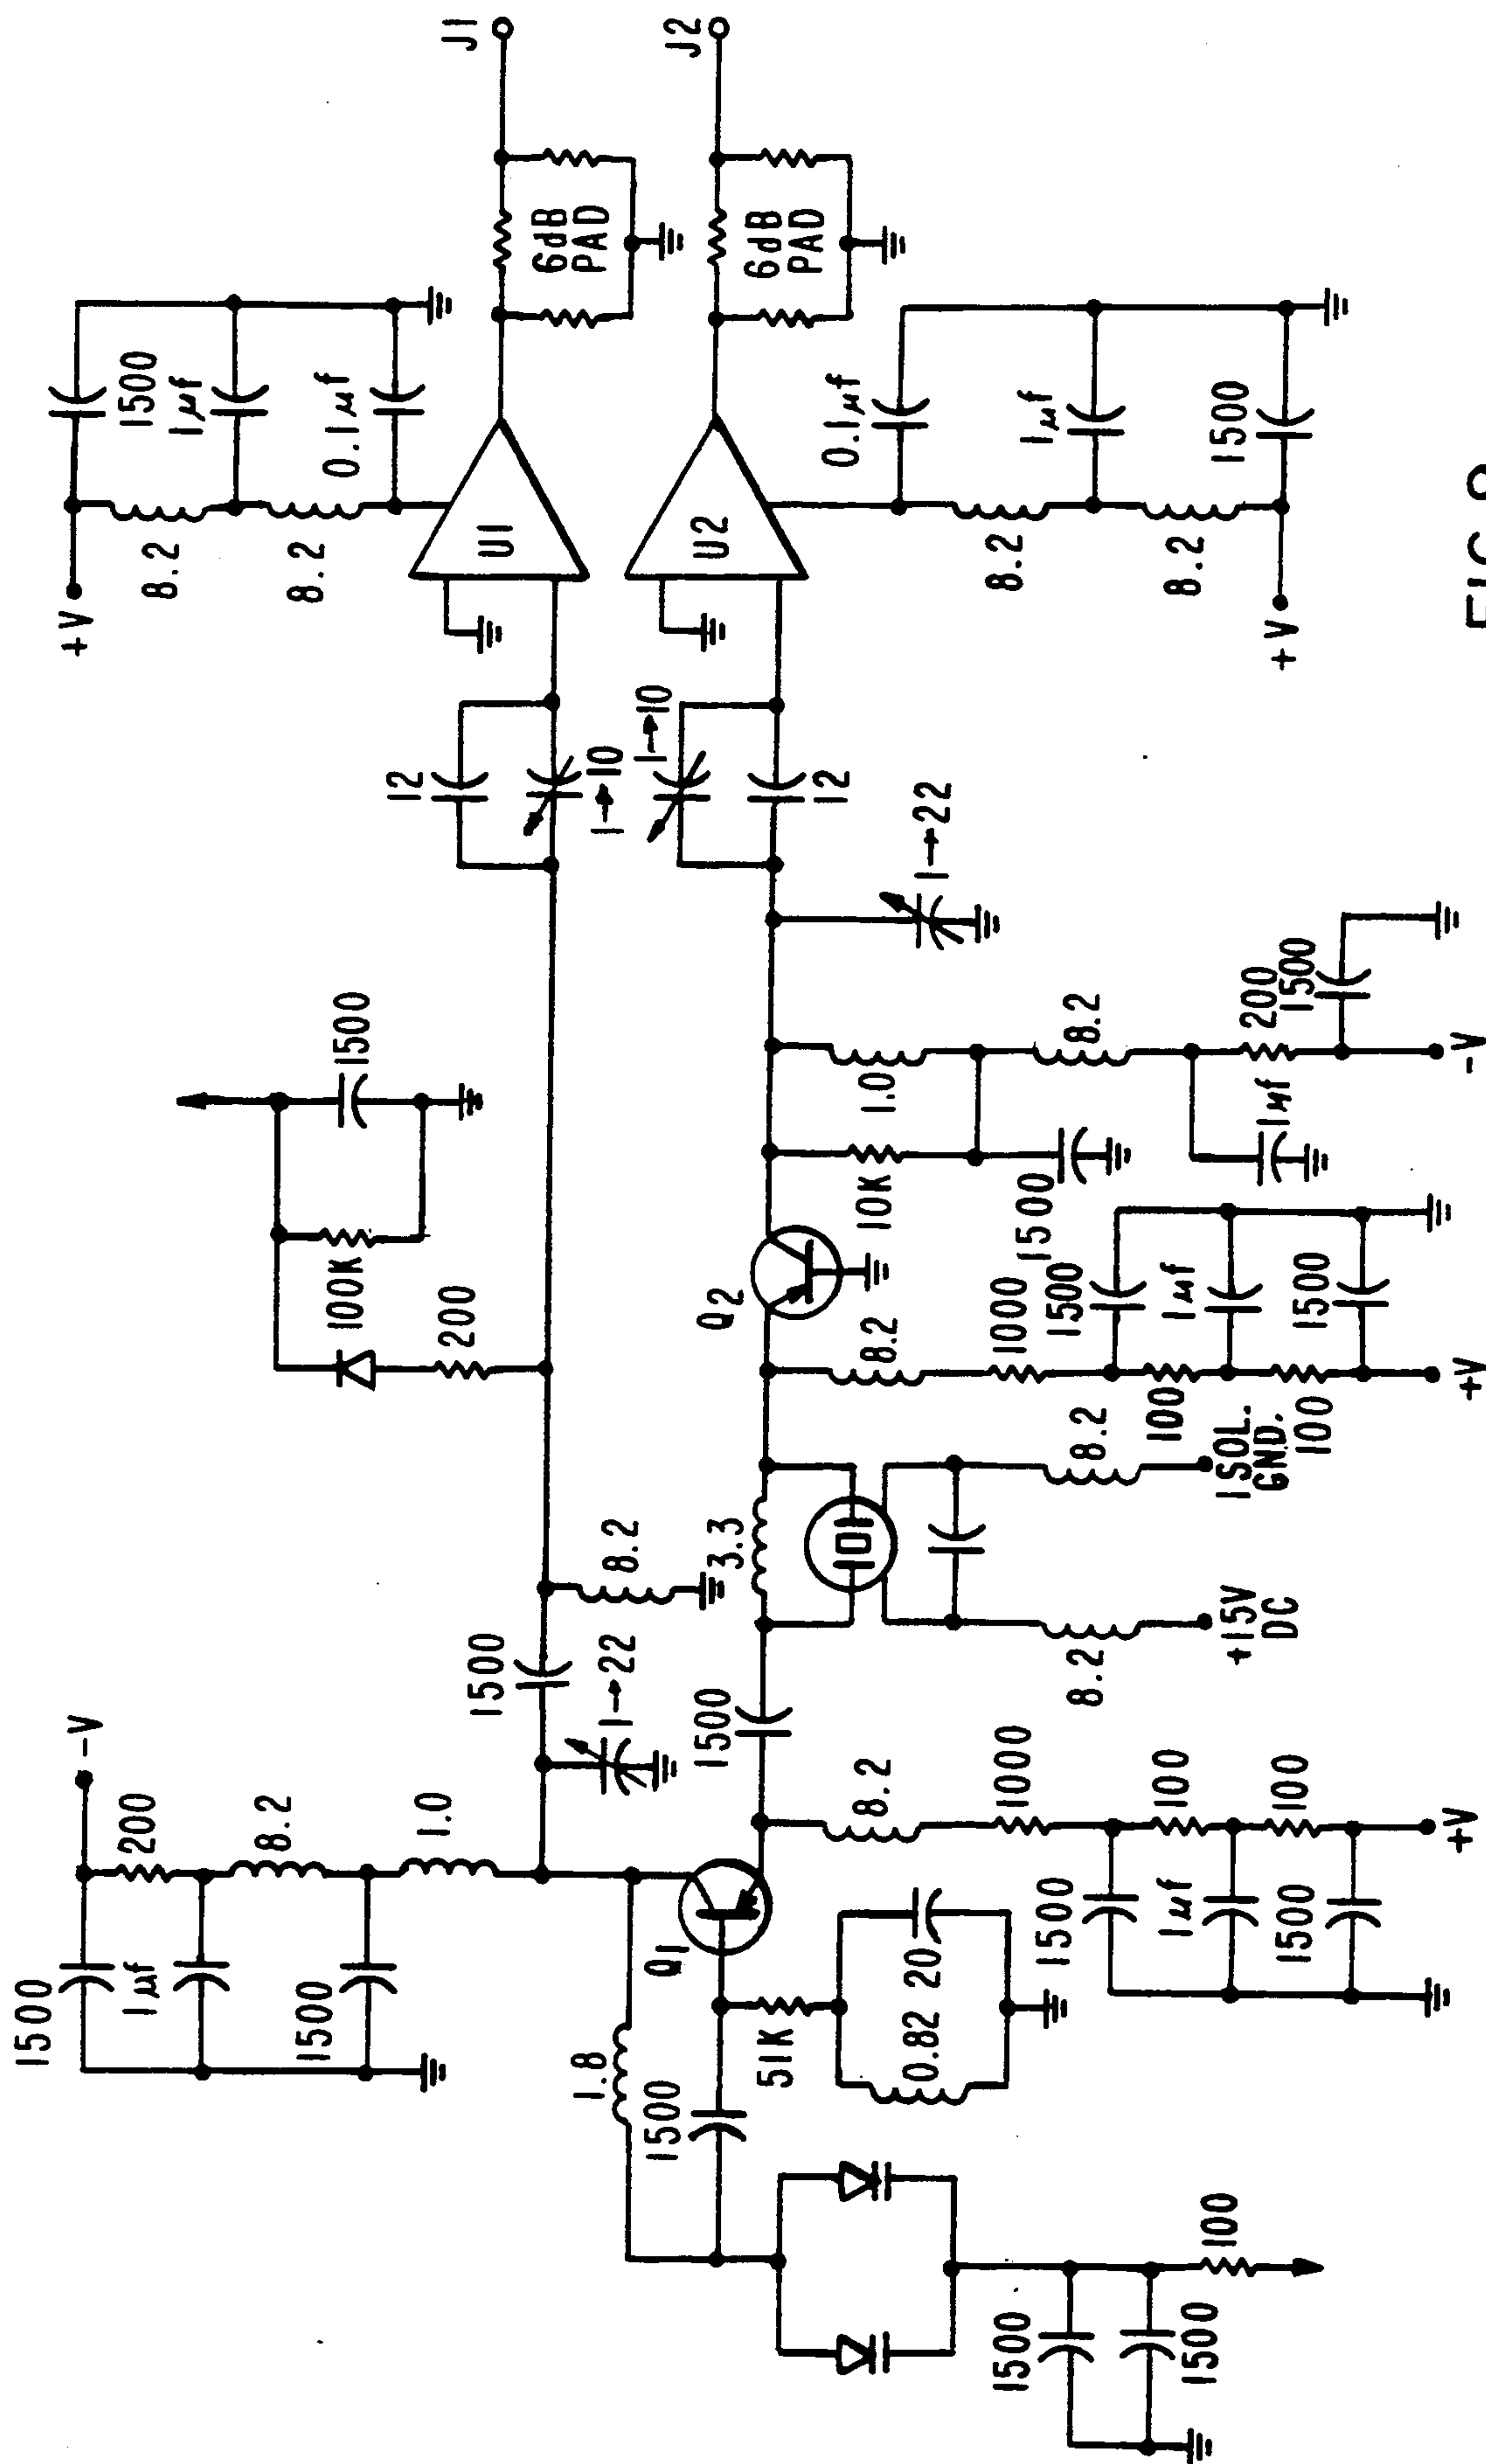 1500
1μf
1500
-V
200
8.2
1.0
1.8
1500
Q1
51K
0.82
20
1500
1→22
1500
8.2
1000
100
100
1500
1μf
1500
+V
1500
1500
100
8.2
3.3
8.2
+15V
DC
8.2
ISOL.
GND.
100K
200
1500
Q2
8.2
1000
1500
100
1μf
100
1500
+V
10K
1.0
1500
8.2
1μf
200
1500
-V
1→22
12
1→10
1→10
12
+V
8.2
8.2
1500
1μf
0.1μf
U1
U2
0.1μf
1μf
1500
8.2
8.2
+V
6dB
PAD
6dB
PAD
J1
J2